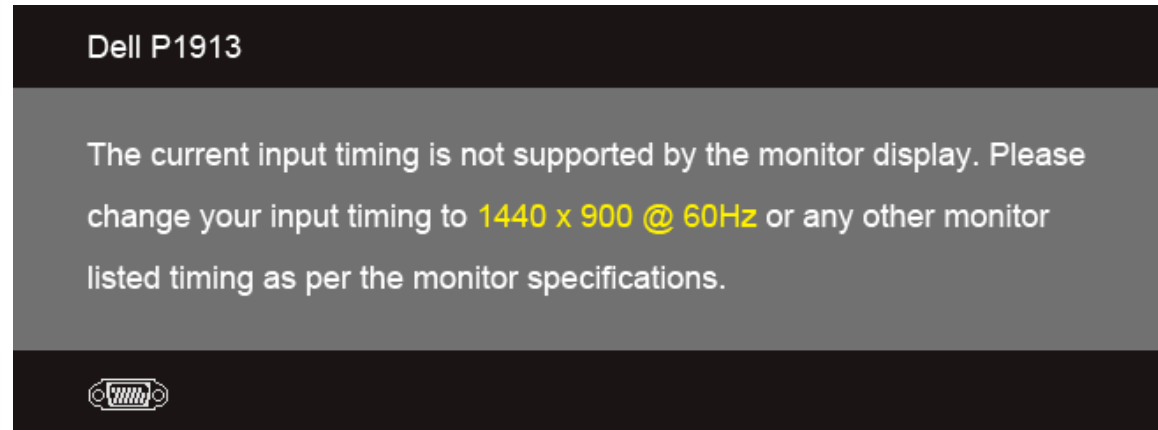 Dell P1913
The current input timing is not supported by the monitor display. Please
change your input timing to 1440 x 900 @ 60Hz or any other monitor
listed timing as per the monitor specifications.